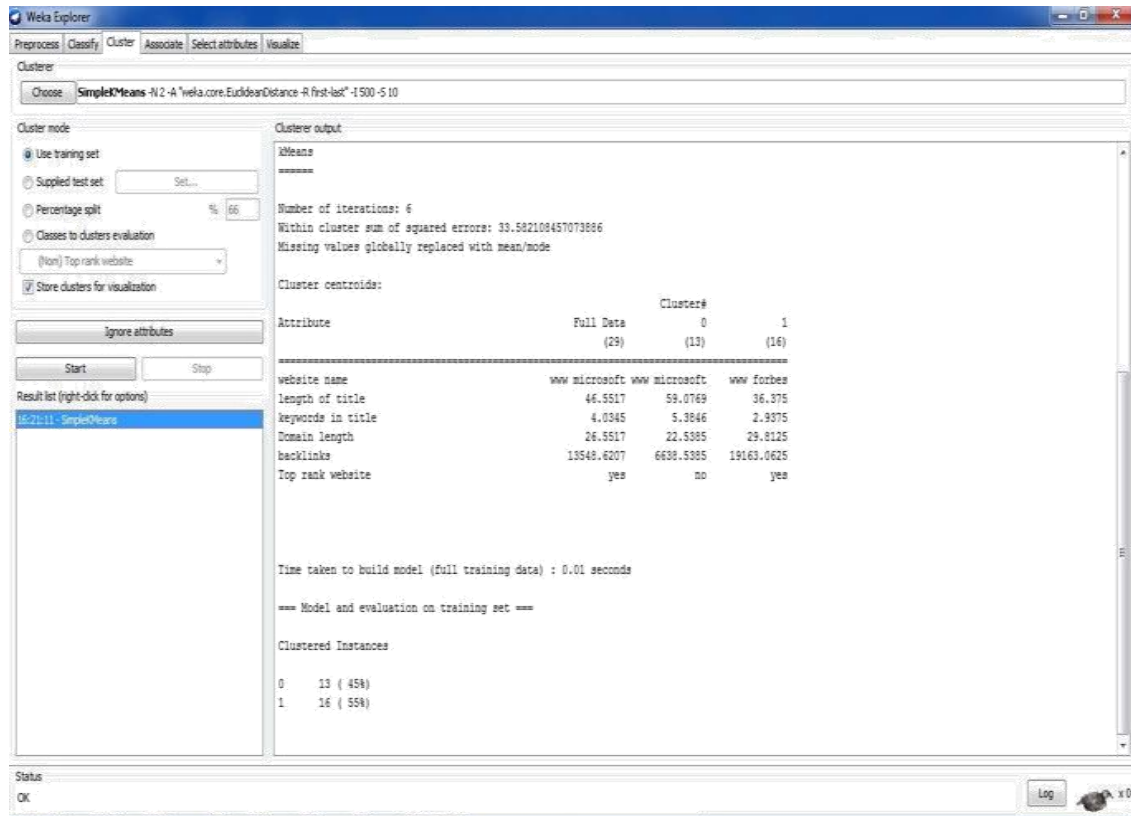 Weka Explorer
Preprocess Classify Cluster Associate Select attributes Visualize
Clusterer
Choose SimpleKMeans -N 2 -A "weka.core.EuclideanDistance -R first-last" -I 500 -S 10
Cluster mode
Use training set
Supplied test set Set...
Percentage split % 66
Classes to clusters evaluation
(Nom) Top rank website
Store clusters for visualization
Ignore attributes
Start Stop
Result list (right-click for options)
16:21:11 - SimpleKMeans
Clusterer output
kMeans
======
Number of iterations: 6
Within cluster sum of squared errors: 33.582108457073886
Missing values globally replaced with mean/mode
Cluster centroids:
Cluster#
Attribute Full Data 0 1
(29) (13) (16)
website name www microsoft www microsoft www forbes
length of title 46.5517 59.0769 36.375
keywords in title 4.0345 5.3846 2.9375
Domain length 26.5517 22.5385 29.8125
backlinks 13548.6207 6638.5385 19163.0625
Top rank website yes no yes
Time taken to build model (full training data) : 0.01 seconds
=== Model and evaluation on training set ===
Clustered Instances
0 13 ( 45%)
1 16 ( 55%)
Status
OK
Log x 0